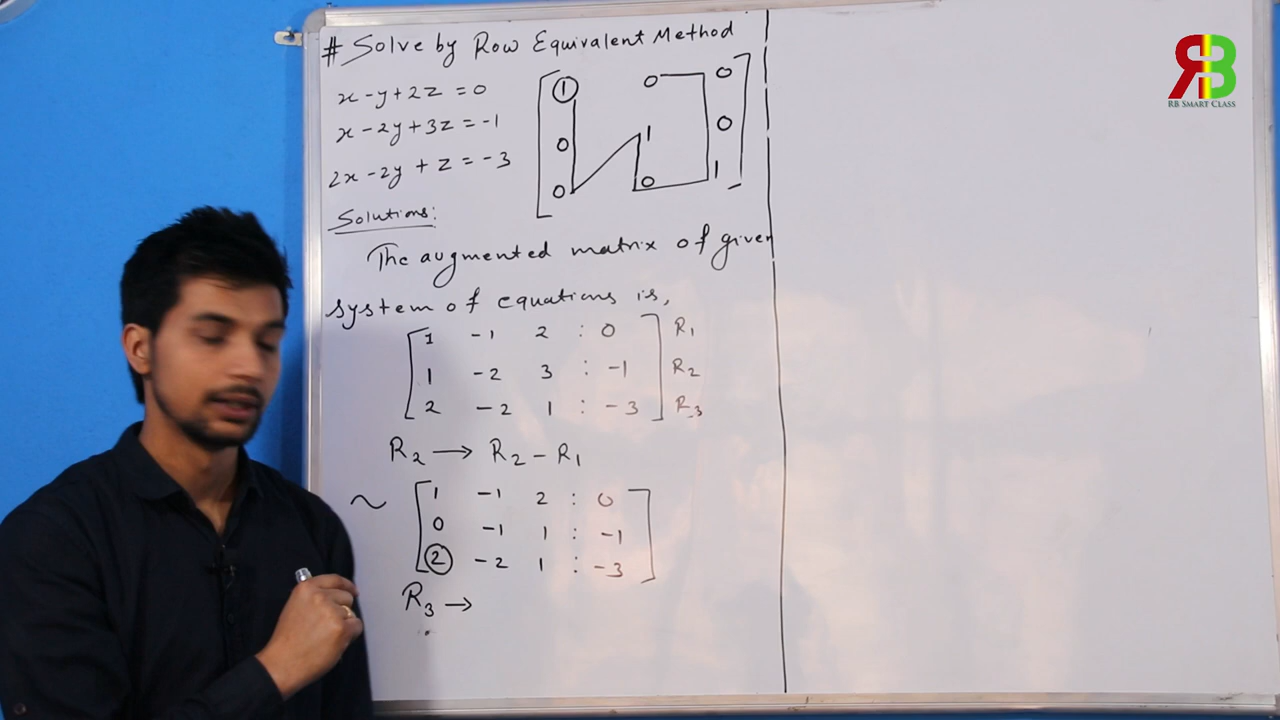 # Solve by Row Equivalent Method
x - y + 2z = 0
x - 2y + 3z = -1
2x - 2y + z = -3
1 0 0
0 1 0
0 0 1
Solutions:
The augmented matrix of given
system of equations is,
1 -1 2 : 0 R₁
1 -2 3 : -1 R₂
2 -2 1 : -3 R₃
R₂ → R₂ - R₁
~ 1 -1 2 : 0
0 -1 1 : -1
2 -2 1 : -3
R₃ →
RB
RB SMART CLASS